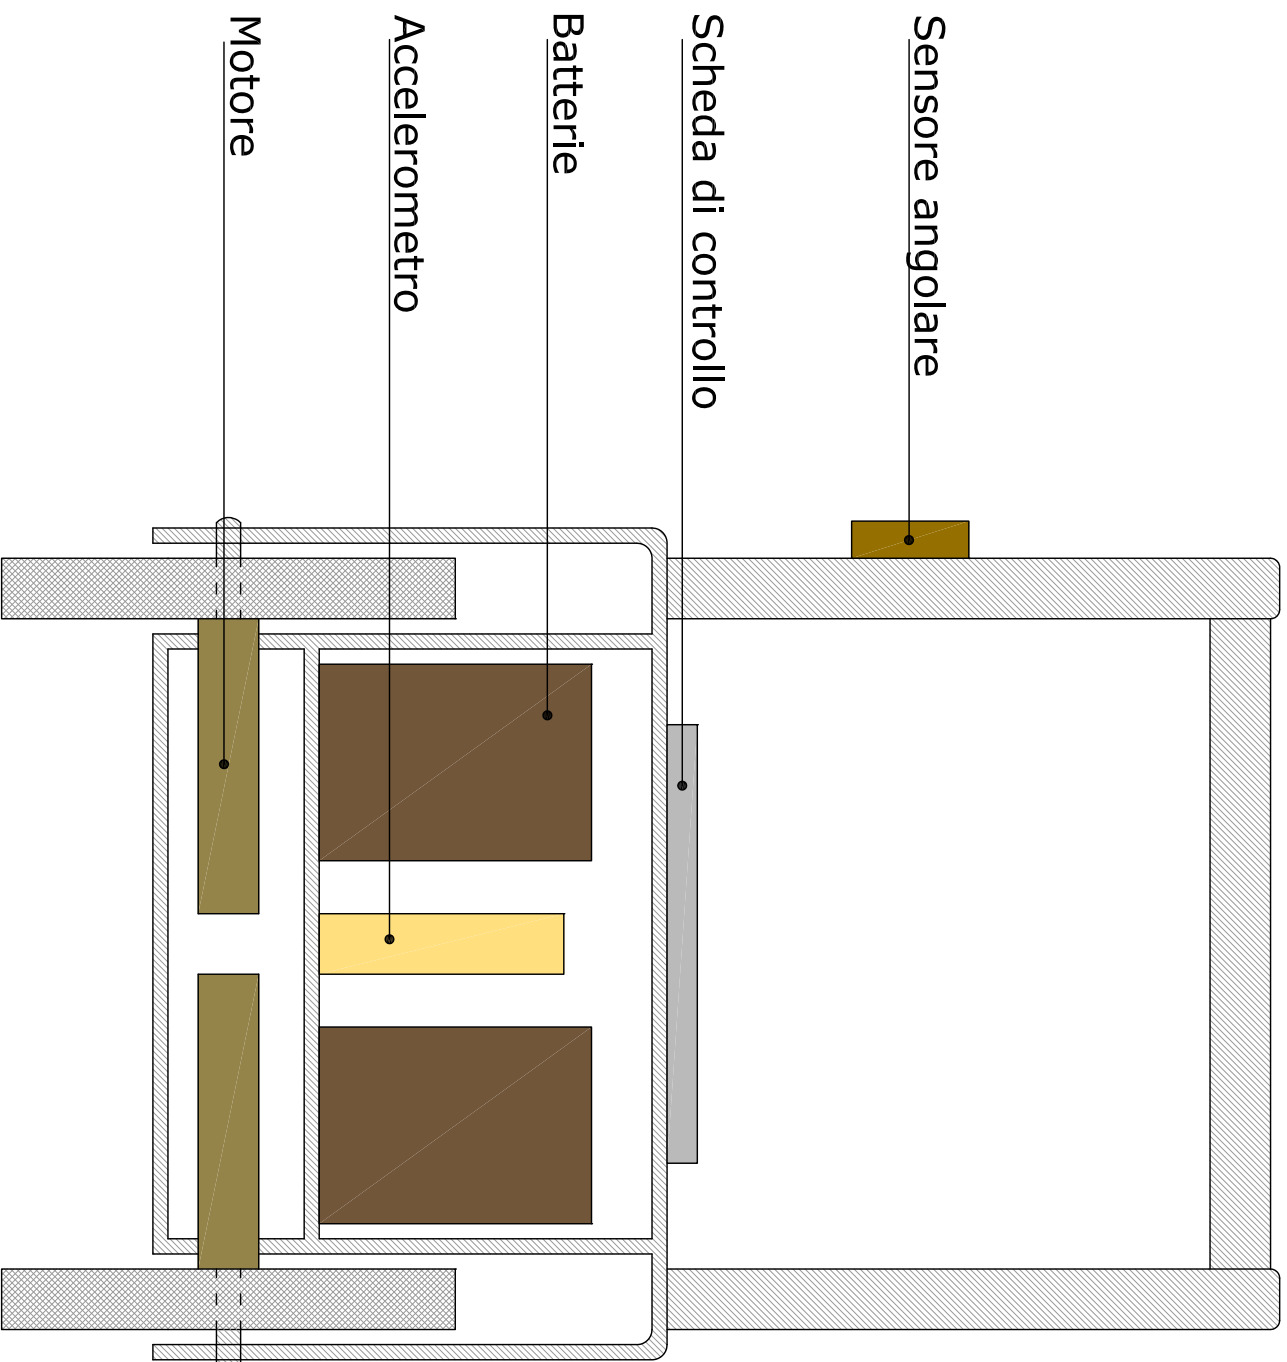 Sensore angolare
Scheda di controllo
Batterie
Accelerometro
Motore